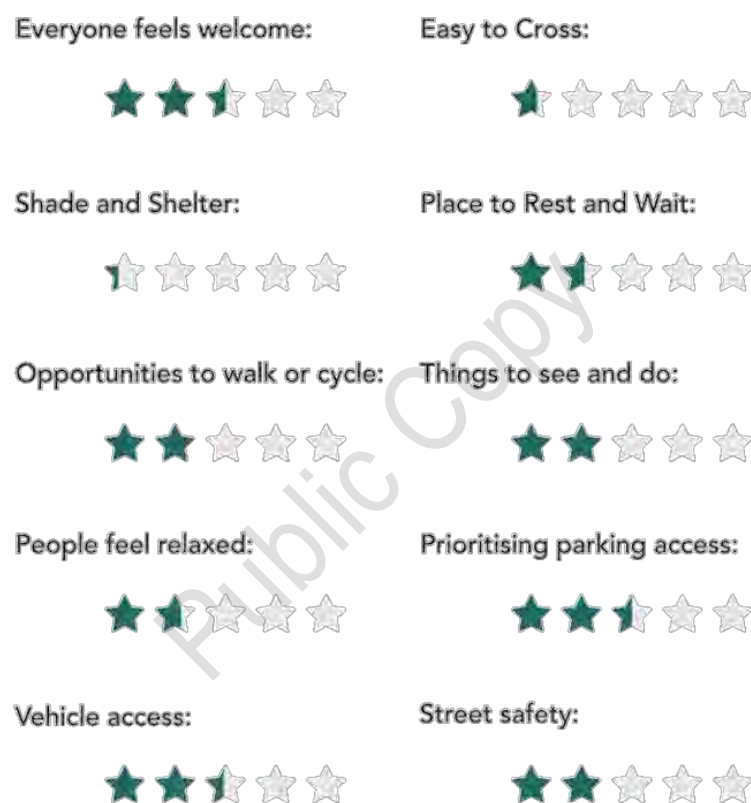 Everyone feels welcome:
Easy to Cross:
Shade and Shelter:
Place to Rest and Wait:
Opportunities to walk or cycle:
Things to see and do:
People feel relaxed:
Prioritising parking access:
Vehicle access:
Street safety:
Public Copy